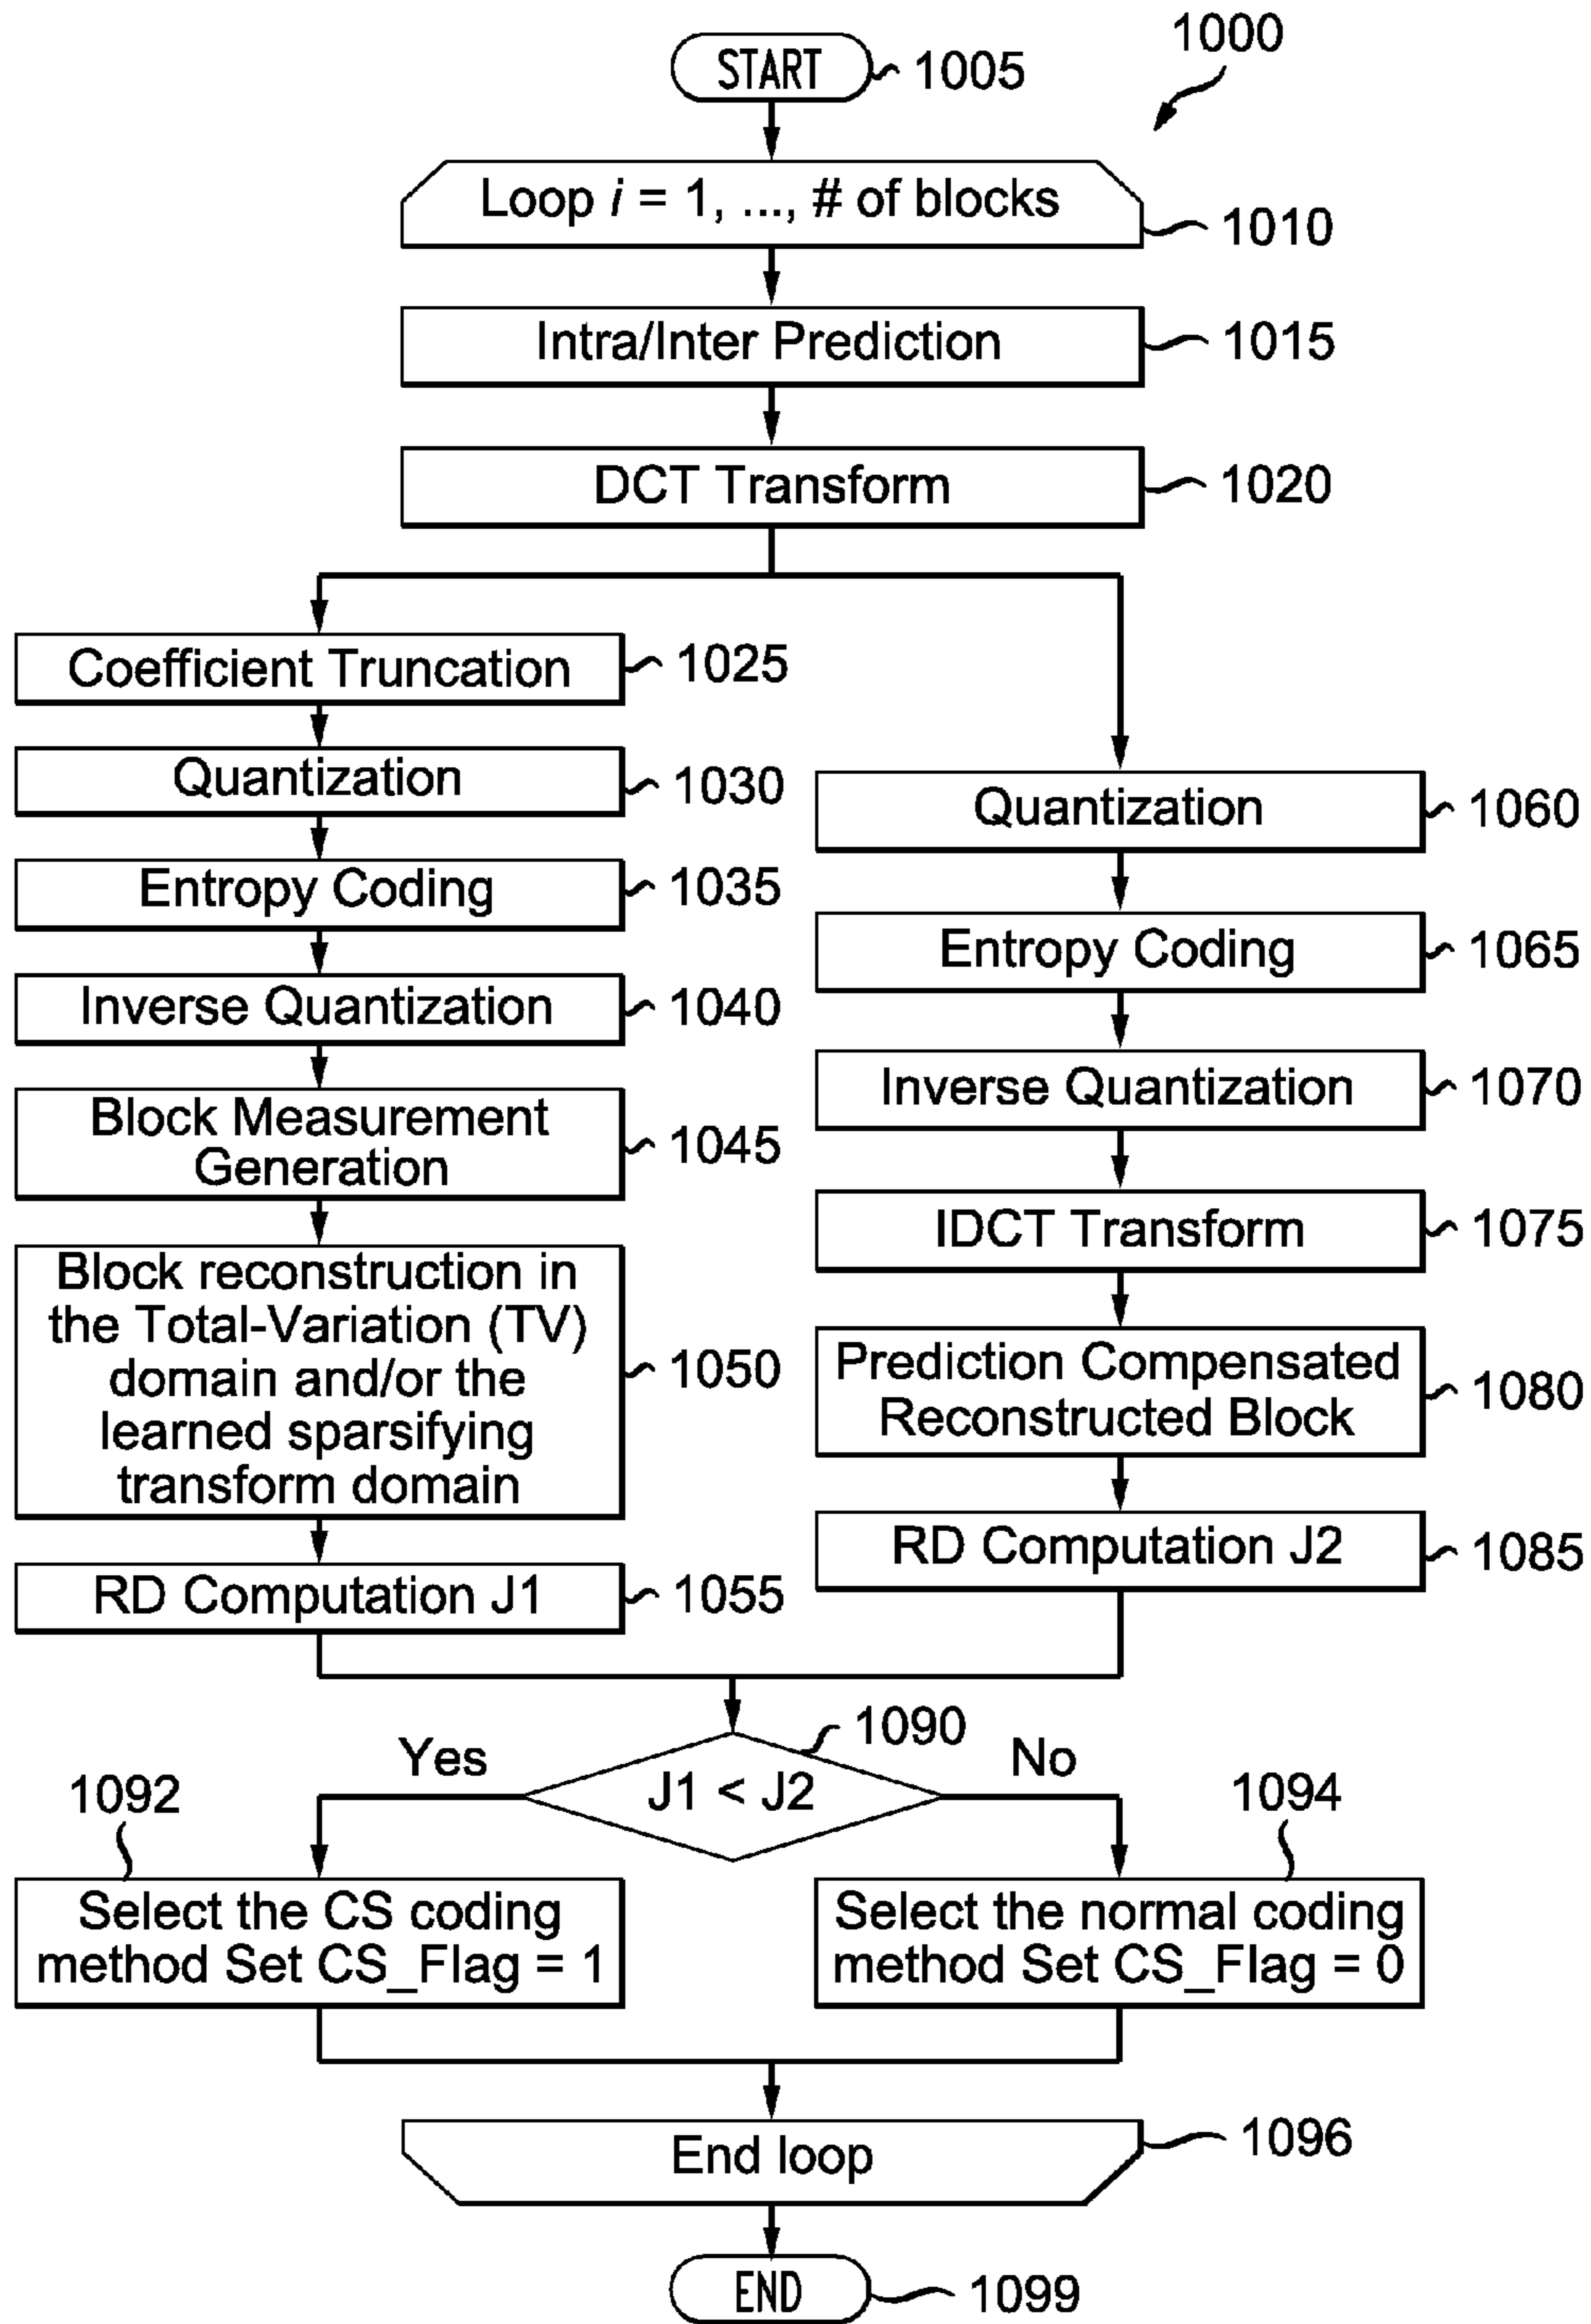 1000
START
1005
Loop i = 1, ..., # of blocks
1010
Intra/Inter Prediction
1015
DCT Transform
1020
Coefficient Truncation
1025
Quantization
1030
Entropy Coding
1035
Inverse Quantization
1040
Block Measurement
Generation
1045
Block reconstruction in
the Total-Variation (TV)
domain and/or the
learned sparsifying
transform domain
1050
RD Computation J1
1055
Quantization
1060
Entropy Coding
1065
Inverse Quantization
1070
IDCT Transform
1075
Prediction Compensated
Reconstructed Block
1080
RD Computation J2
1085
1090
J1 < J2
Yes
No
1092
Select the CS coding
method Set CS_Flag = 1
1094
Select the normal coding
method Set CS_Flag = 0
End loop
1096
END
1099